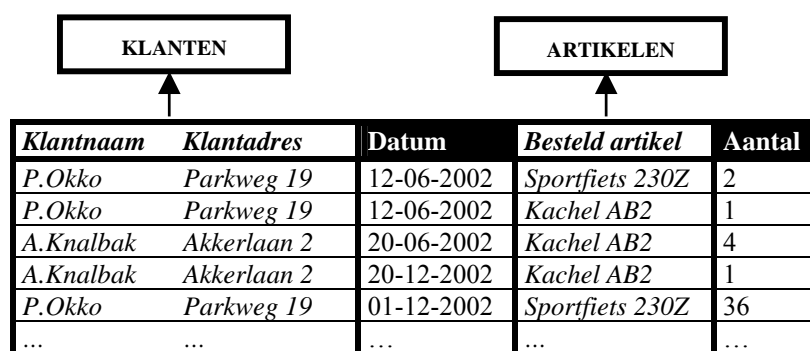 KLANTEN ARTIKELEN
Klantnaam Klantadres Datum Besteld artikel Aantal
P.Okko Parkweg 19 12-06-2002 Sportfiets 230Z 2
P.Okko Parkweg 19 12-06-2002 Kachel AB2 1
A.Knalbak Akkerlaan 2 20-06-2002 Kachel AB2 4
A.Knalbak Akkerlaan 2 20-12-2002 Kachel AB2 1
P.Okko Parkweg 19 01-12-2002 Sportfiets 230Z 36
... ... ... ... ...